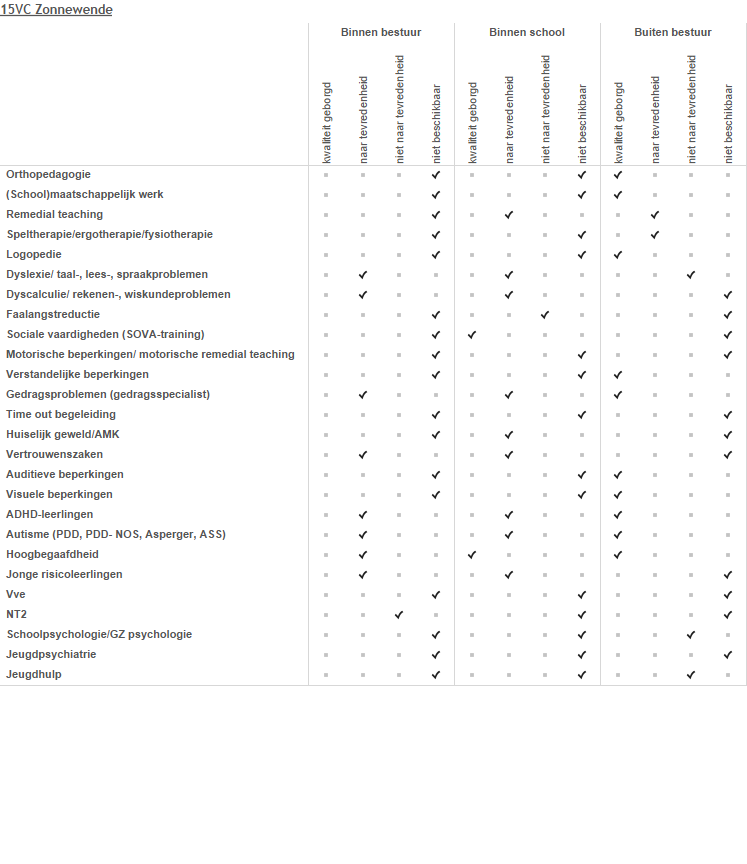 15VC Zonnewende
Binnen bestuur Binnen school Buiten bestuur
kwaliteit geborgd naar tevredenheid niet naar tevredenheid niet beschikbaar kwaliteit geborgd naar tevredenheid niet naar tevredenheid niet beschikbaar kwaliteit geborgd naar tevredenheid niet naar tevredenheid niet beschikbaar
Orthopedagogie
(School)maatschappelijk werk
Remedial teaching
Speltherapie/ergotherapie/fysiotherapie
Logopedie
Dyslexie/ taal-, lees-, spraakproblemen
Dyscalculie/ rekenen-, wiskundeproblemen
Faalangstreductie
Sociale vaardigheden (SOVA-training)
Motorische beperkingen/ motorische remedial teaching
Verstandelijke beperkingen
Gedragsproblemen (gedragsspecialist)
Time out begeleiding
Huiselijk geweld/AMK
Vertrouwenszaken
Auditieve beperkingen
Visuele beperkingen
ADHD-leerlingen
Autisme (PDD, PDD- NOS, Asperger, ASS)
Hoogbegaafdheid
Jonge risicoleerlingen
Vve
NT2
Schoolpsychologie/GZ psychologie
Jeugdpsychiatrie
Jeugdhulp